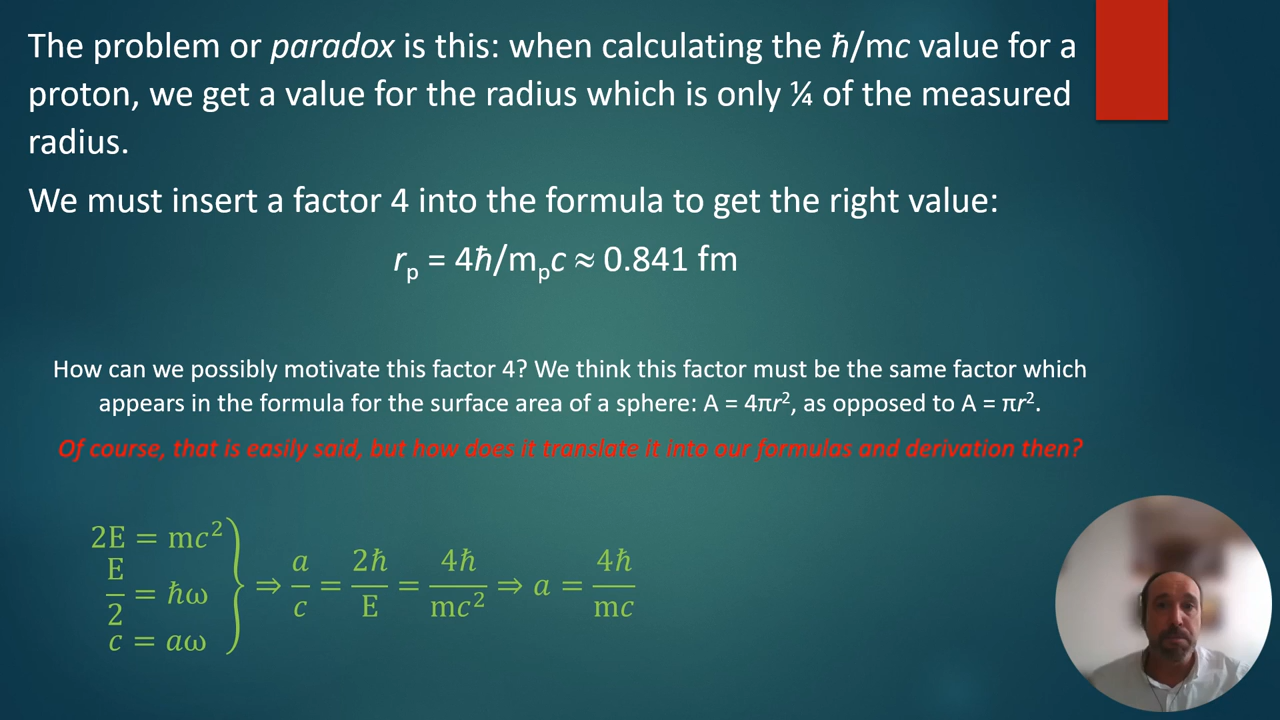 The problem or paradox is this: when calculating the ℏ/mc value for a
proton, we get a value for the radius which is only ¼ of the measured
radius.
We must insert a factor 4 into the formula to get the right value:
rₚ = 4ℏ/mₚc ≈ 0.841 fm
How can we possibly motivate this factor 4? We think this factor must be the same factor which
appears in the formula for the surface area of a sphere: A = 4πr², as opposed to A = πr².
Of course, that is easily said, but how does it translate it into our formulas and derivation then?
2E = mc²
E/2 = ℏω
c = aω
} ⇒ a/c = 2ℏ/E = 4ℏ/mc² ⇒ a = 4ℏ/mc